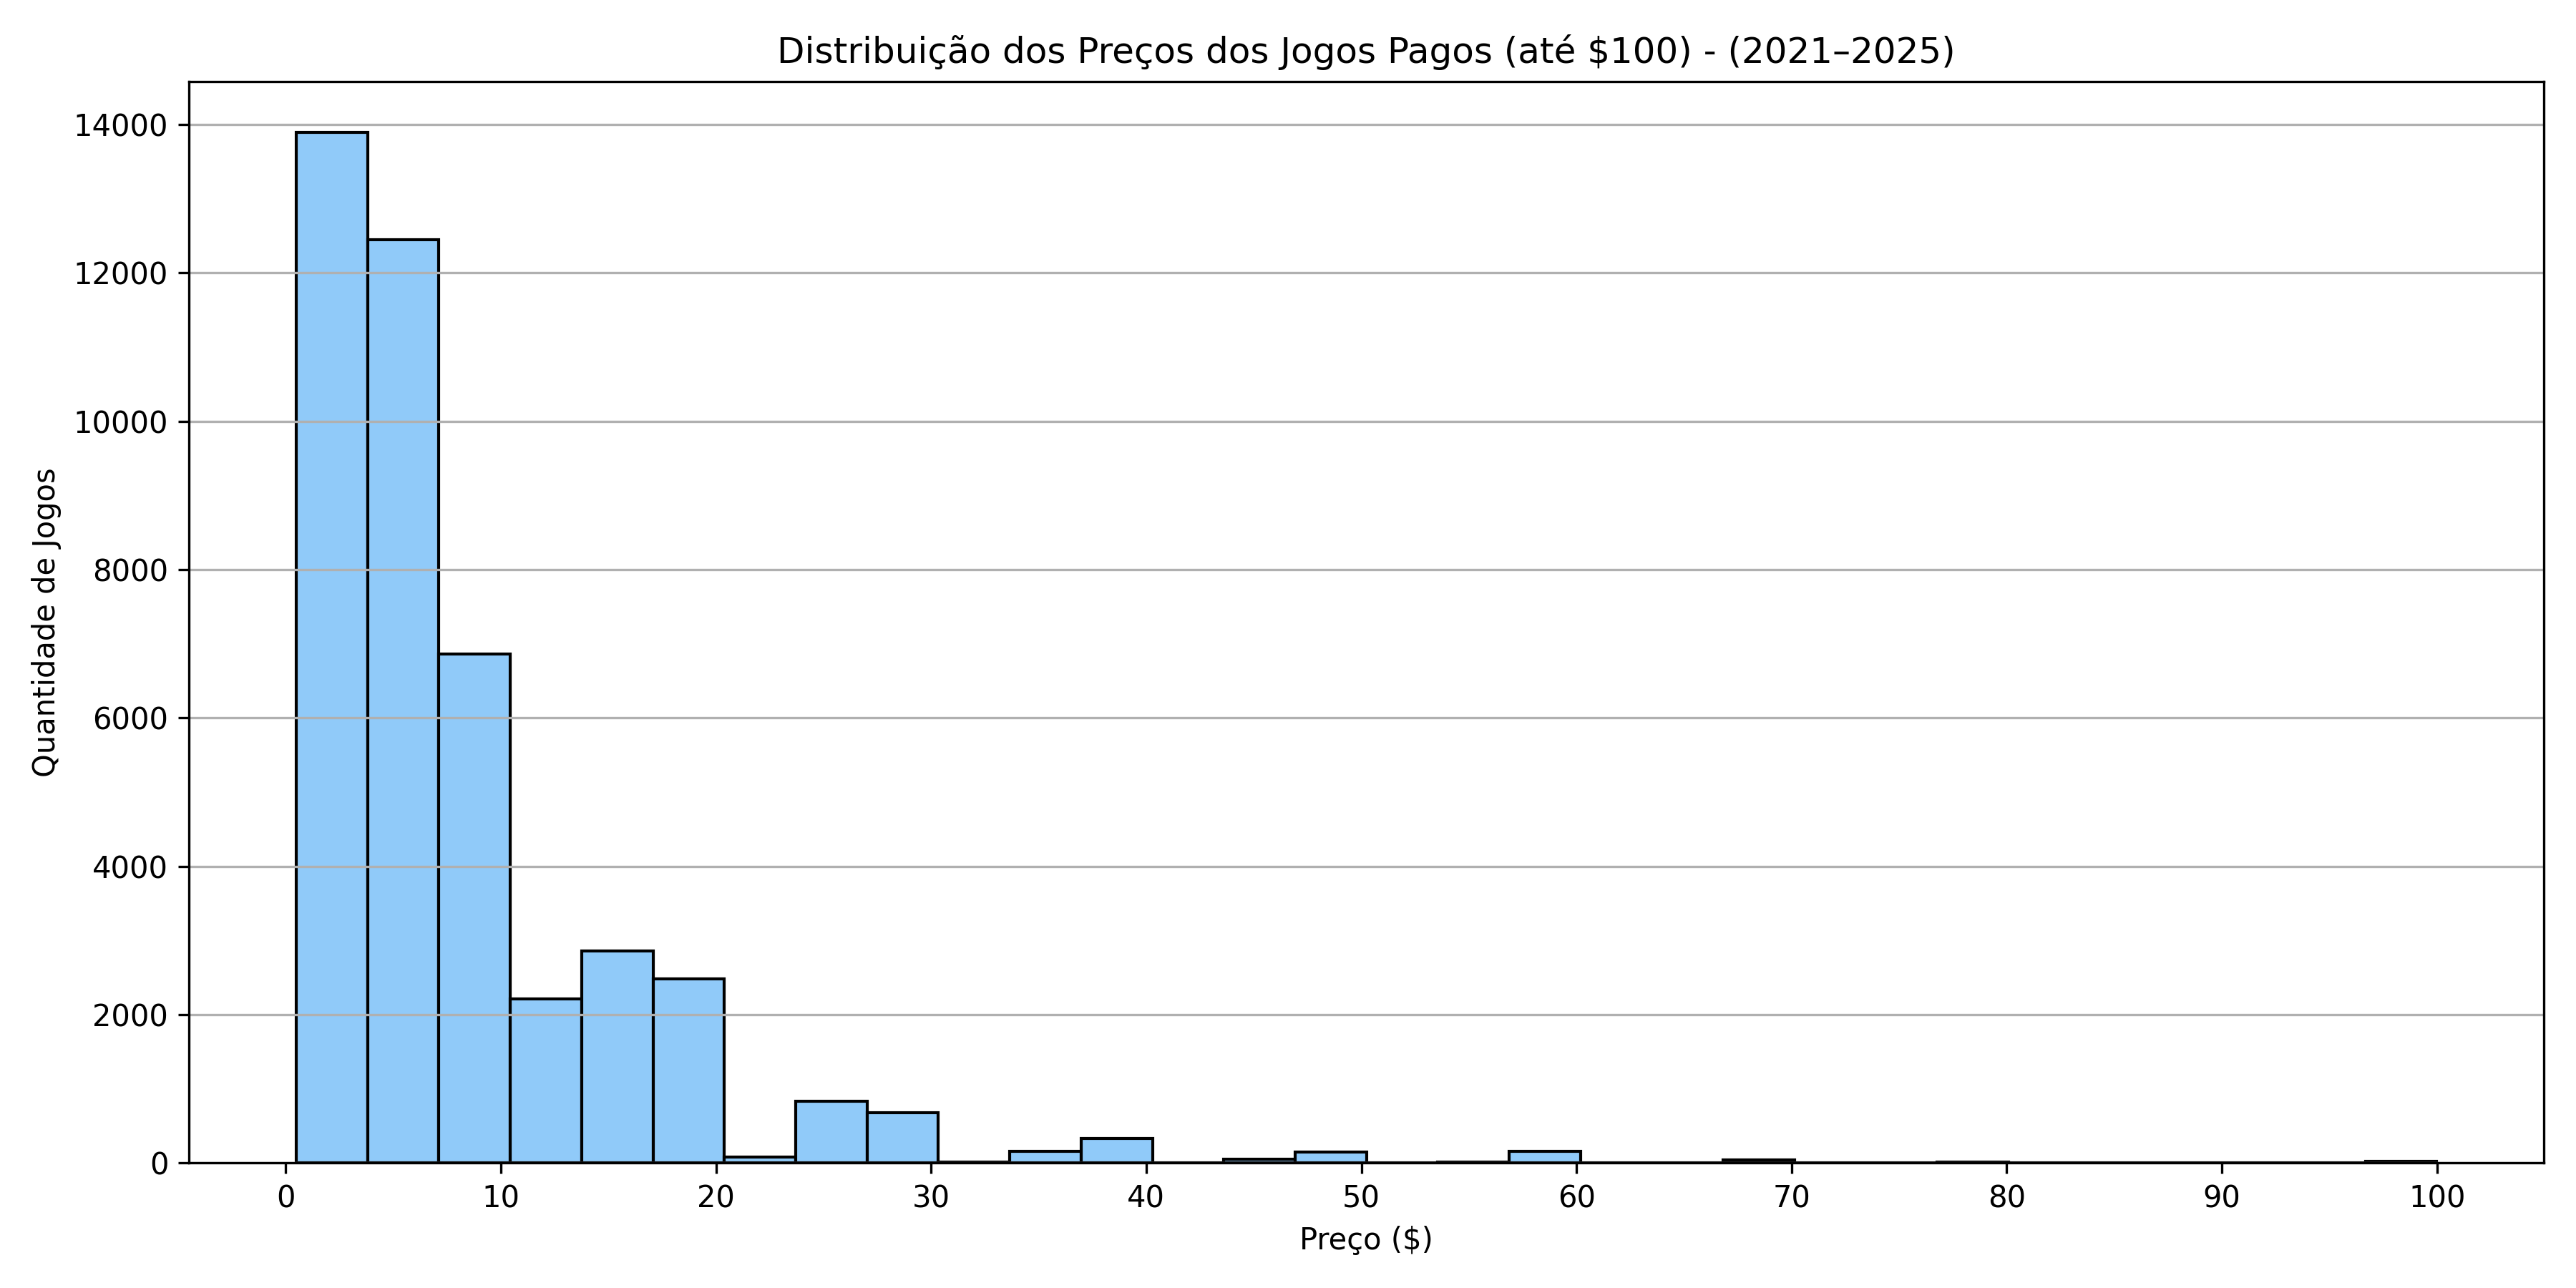 Distribuição dos Preços dos Jogos Pagos (até $100) - (2021–2025)
Quantidade de Jogos
14000
12000
10000
8000
6000
4000
2000
0
0 10 20 30 40 50 60 70 80 90 100
Preço ($)